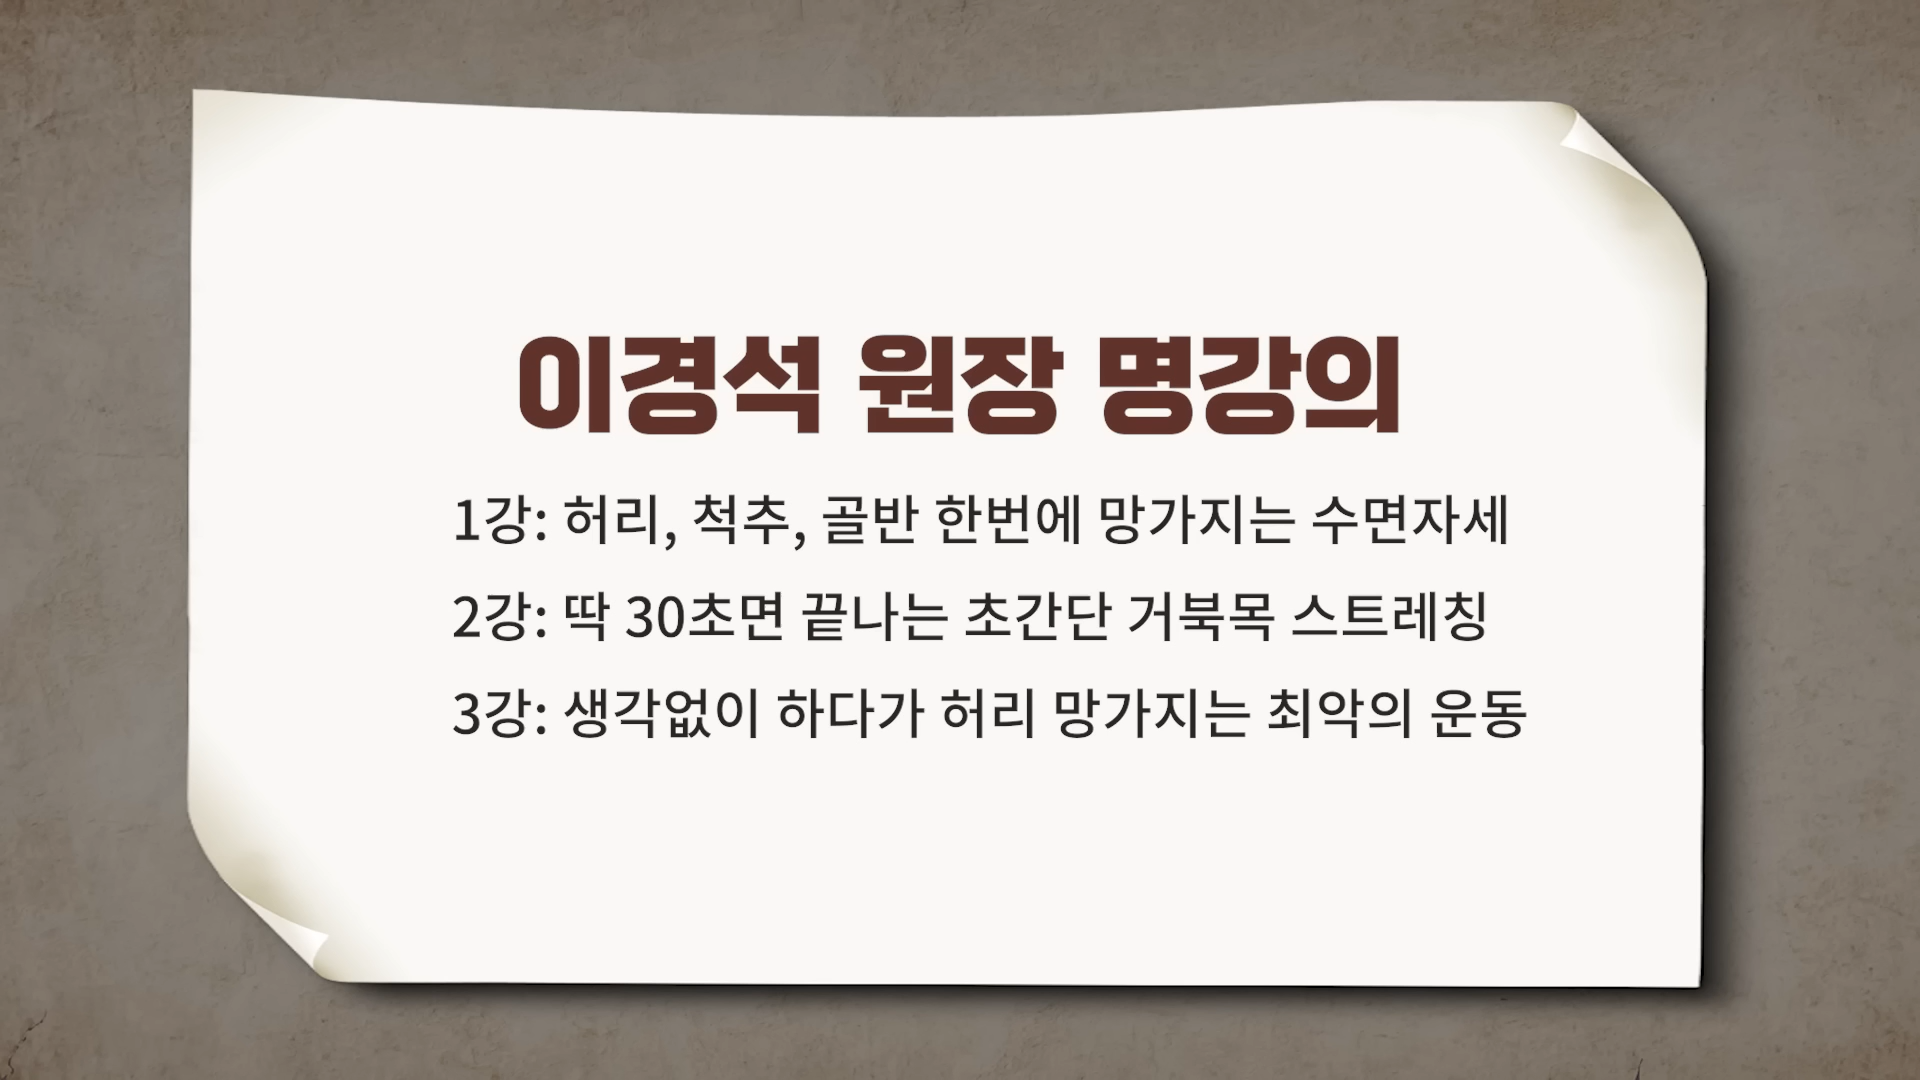 이경석 원장 명강의
1강: 허리, 척추, 골반 한번에 망가지는 수면자세
2강: 딱 30초면 끝나는 초간단 거북목 스트레칭
3강: 생각없이 하다가 허리 망가지는 최악의 운동